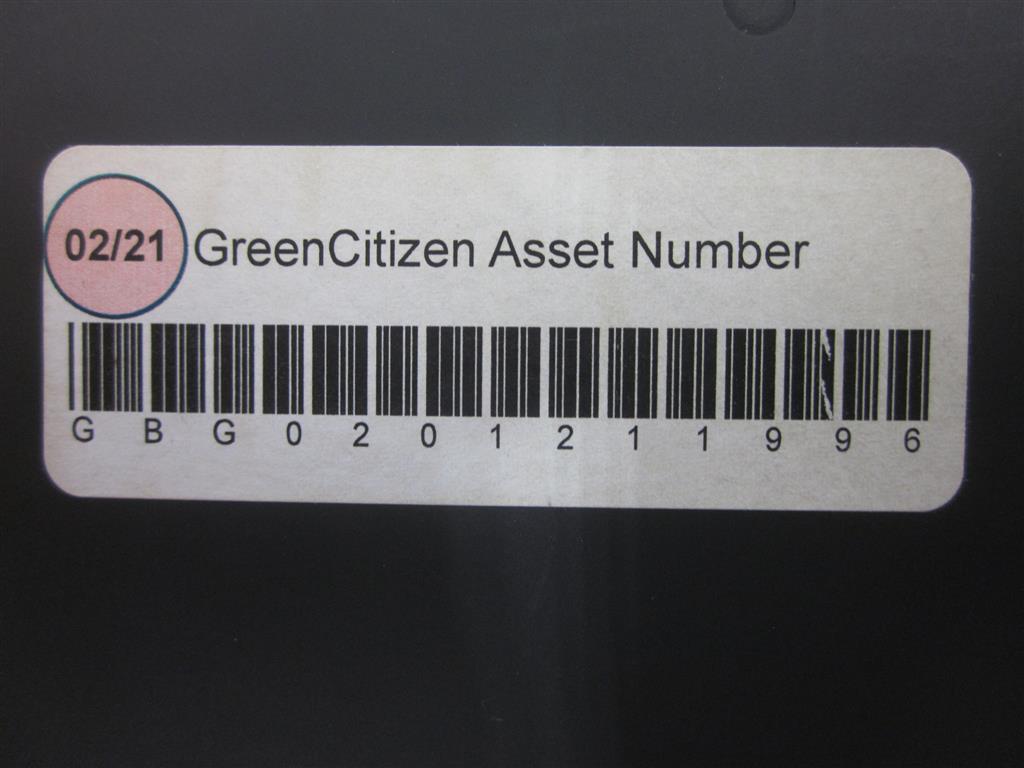 02/21 GreenCitizen Asset Number
G B G 0 2 0 1 2 1 1 9 9 6